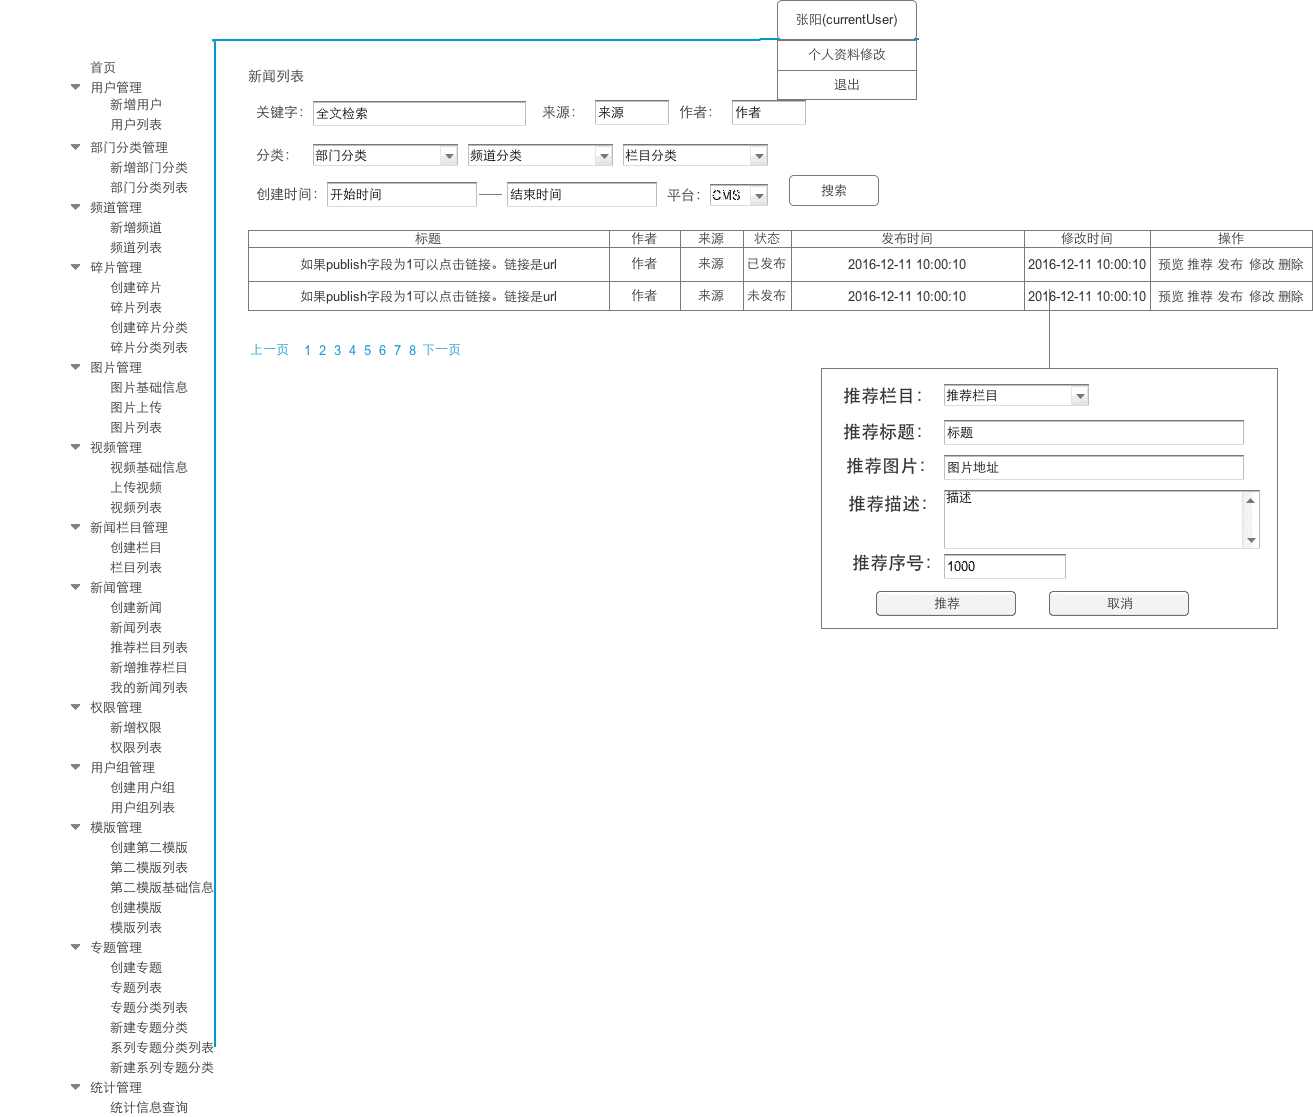 张阳(currentUser)
个人资料修改
退出
首页
用户管理
新增用户
用户列表
部门分类管理
新增部门分类
部门分类列表
频道管理
新增频道
频道列表
碎片管理
创建碎片
碎片列表
创建碎片分类
碎片分类列表
图片管理
图片基础信息
图片上传
图片列表
视频管理
视频基础信息
上传视频
视频列表
新闻栏目管理
创建栏目
栏目列表
新闻管理
创建新闻
新闻列表
推荐栏目列表
新增推荐栏目
我的新闻列表
权限管理
新增权限
权限列表
用户组管理
创建用户组
用户组列表
模版管理
创建第二模版
第二模版列表
第二模版基础信息
创建模版
模版列表
专题管理
创建专题
专题列表
专题分类列表
新建专题分类
系列专题分类列表
新建系列专题分类
统计管理
统计信息查询
新闻列表
关键字： 全文检索 来源： 来源 作者： 作者
分类： 部门分类 频道分类 栏目分类
创建时间： 开始时间 —— 结束时间 平台： CMS 搜索
标题 作者 来源 状态 发布时间 修改时间 操作
如果publish字段为1可以点击链接。链接是url 作者 来源 已发布 2016-12-11 10:00:10 2016-12-11 10:00:10 预览 推荐 发布 修改 删除
如果publish字段为1可以点击链接。链接是url 作者 来源 未发布 2016-12-11 10:00:10 2016-12-11 10:00:10 预览 推荐 发布 修改 删除
上一页 1 2 3 4 5 6 7 8 下一页
推荐栏目： 推荐栏目
推荐标题： 标题
推荐图片： 图片地址
推荐描述： 描述
推荐序号： 1000
推荐 取消